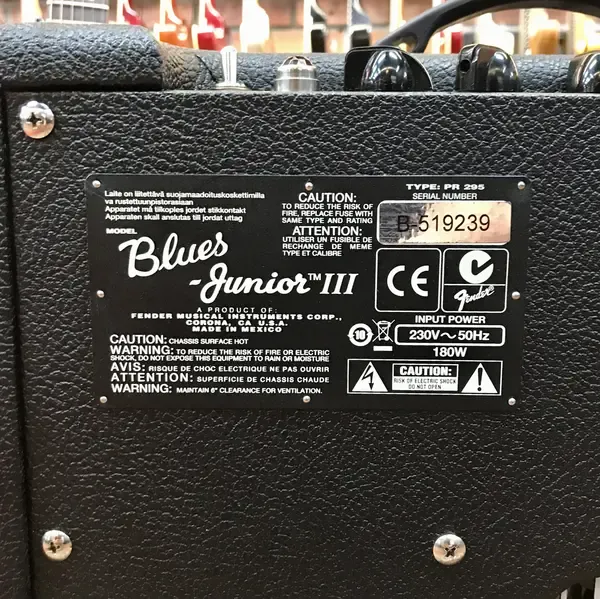 Laite on liitettävä suojamaadoituskoskettimilla
va rustettuunpistorasiaan
Apparatet må tilkoples jordet stikkontakt
Apparaten skall anslutas till jordat uttag
CAUTION:
TO REDUCE THE RISK OF
FIRE, REPLACE FUSE WITH
SAME TYPE AND RATING
ATTENTION:
UTILISER UN FUSIBLE DE
RECHANGE DE MEME
TYPE ET CALIBRE
TYPE: PR 295
SERIAL NUMBER
B-519239
MODEL
Blues
-Junior™ III
A PRODUCT OF:
FENDER MUSICAL INSTRUMENTS CORP.,
CORONA, CA U.S.A.
MADE IN MEXICO
CE
C
Fender
10
INPUT POWER
230V~50Hz
180W
CAUTION: CHASSIS SURFACE HOT
WARNING: TO REDUCE THE RISK OF FIRE OR ELECTRIC
SHOCK, DO NOT EXPOSE THIS EQUIPMENT TO RAIN OR MOISTURE
AVIS: RISQUE DE CHOC ELECTRIQUE NE PAS OUVRIR
ATTENTION: SUPERFICIE DE CHASSIS CHAUDE
WARNING: MAINTAIN 6" CLEARANCE FOR VENTILATION.
CAUTION:
RISK OF ELECTRIC SHOCK
DO NOT OPEN